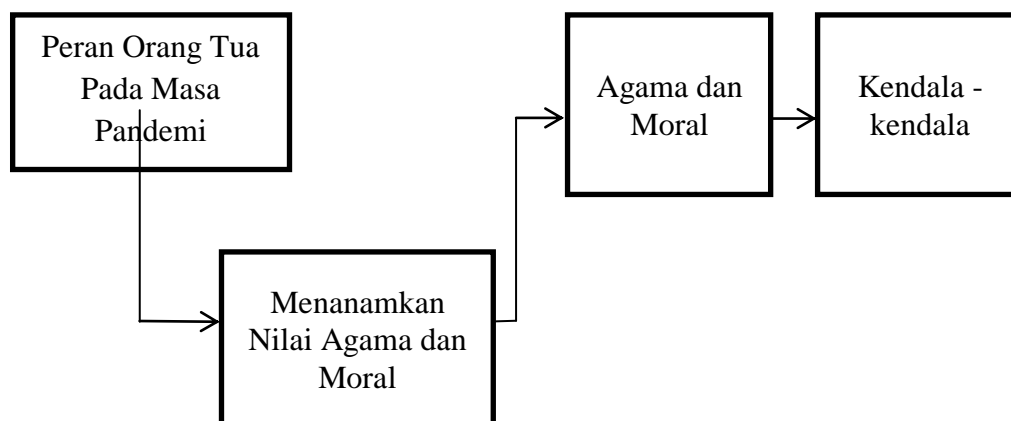 Peran Orang Tua
Pada Masa
Pandemi
Menanamkan
Nilai Agama dan
Moral
Agama dan
Moral
Kendala -
kendala